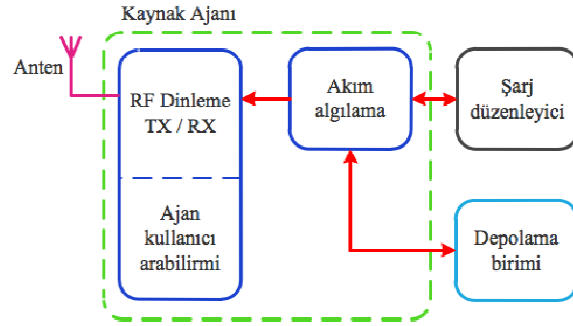 Kaynak Ajanı
Anten
RF Dinleme
TX / RX
Ajan
kullanıcı
arabilirmi
Akım
algılama
Şarj
düzenleyici
Depolama
birimi